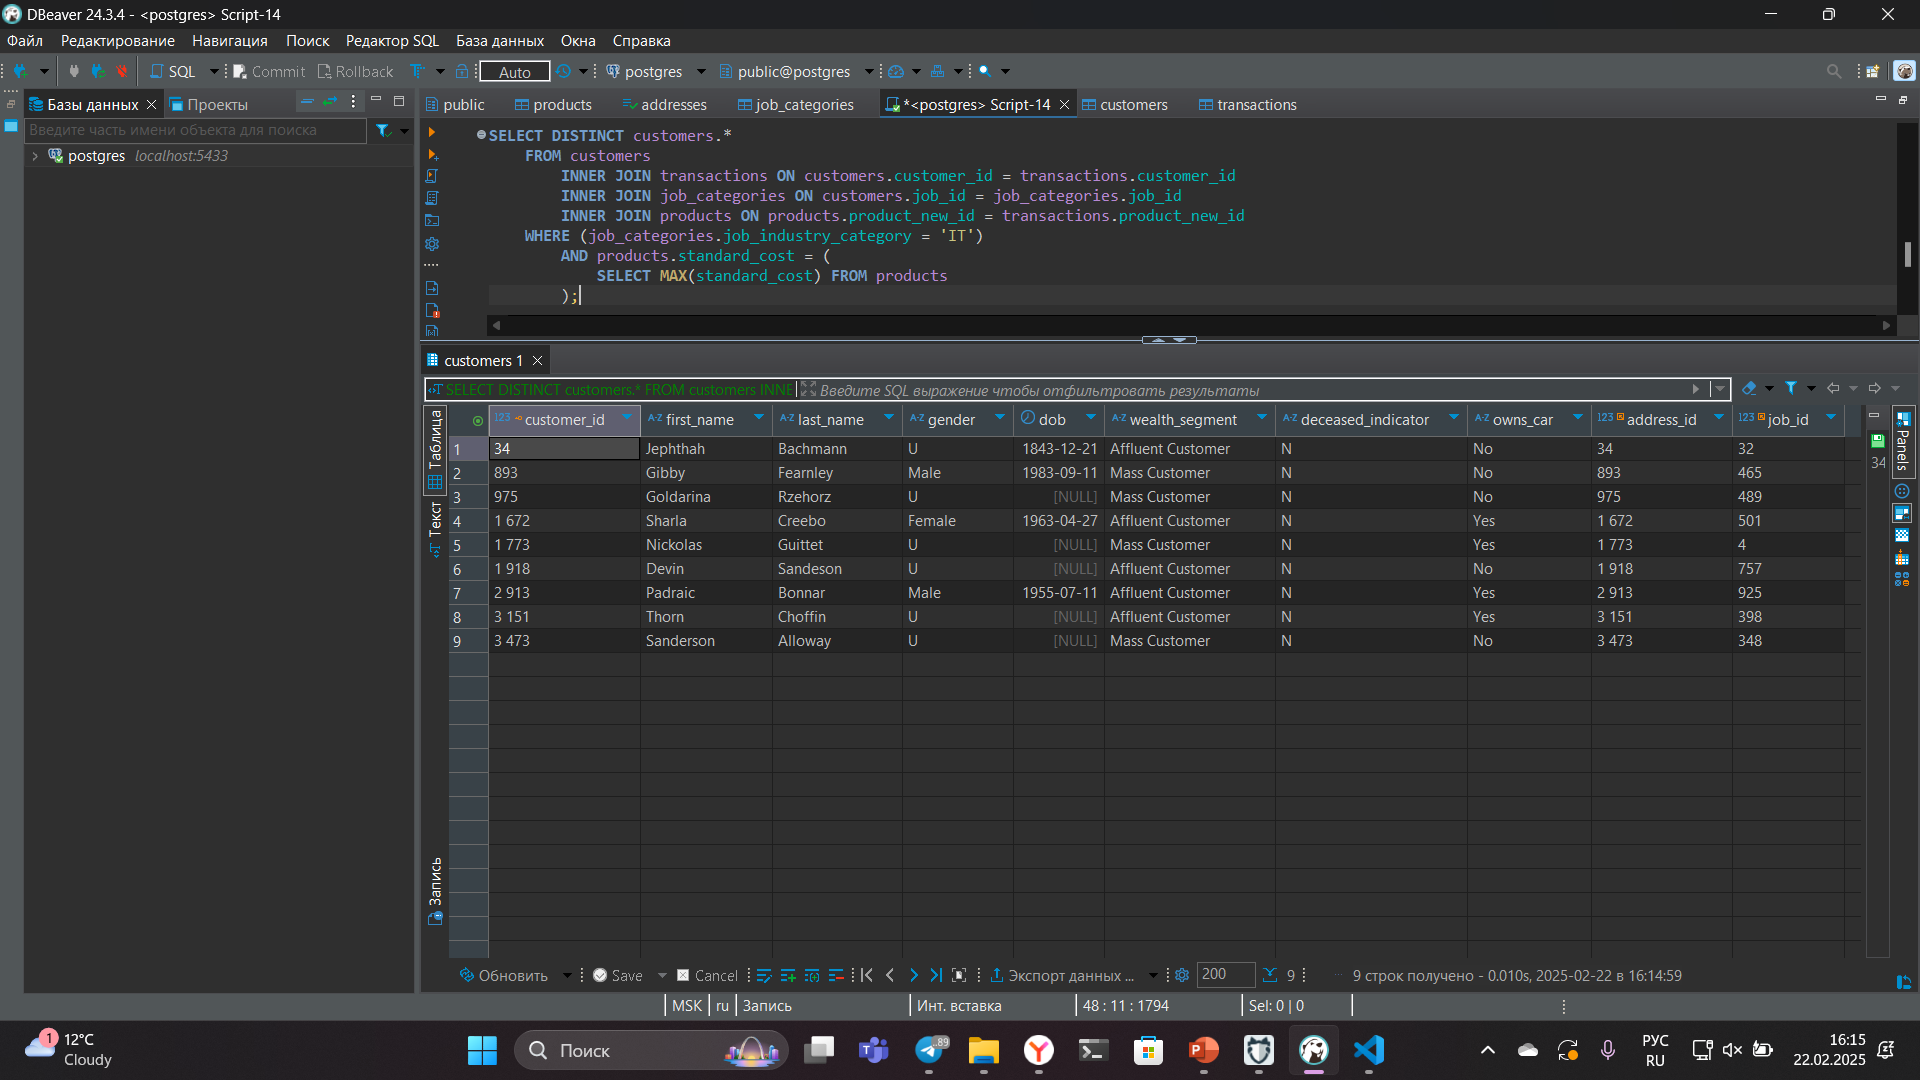 DBeaver 24.3.4 - <postgres> Script-14
Файл Редактирование Навигация Поиск Редактор SQL База данных Окна Справка
SQL Commit Rollback Auto postgres public@postgres
Базы данных Проекты
public products addresses job_categories *<postgres> Script-14 customers transactions
Введите часть имени объекта для поиска
postgres localhost:5433
SELECT DISTINCT customers.*
FROM customers
INNER JOIN transactions ON customers.customer_id = transactions.customer_id
INNER JOIN job_categories ON customers.job_id = job_categories.job_id
INNER JOIN products ON products.product_new_id = transactions.product_new_id
WHERE (job_categories.job_industry_category = 'IT')
AND products.standard_cost = (
SELECT MAX(standard_cost) FROM products
);
customers 1
SELECT DISTINCT customers.* FROM customers INNE Введите SQL выражение чтобы отфильтровать результаты
Таблица
Текст
Запись
Panels
123 customer_id A-Z first_name A-Z last_name A-Z gender dob A-Z wealth_segment A-Z deceased_indicator A-Z owns_car 123 address_id 123 job_id
1 34 Jephthah Bachmann U 1843-12-21 Affluent Customer N No 34 32
2 893 Gibby Fearnley Male 1983-09-11 Mass Customer N No 893 465
3 975 Goldarina Rzehorz U [NULL] Mass Customer N No 975 489
4 1 672 Sharla Creebo Female 1963-04-27 Affluent Customer N Yes 1 672 501
5 1 773 Nickolas Guittet U [NULL] Mass Customer N Yes 1 773 4
6 1 918 Devin Sandeson U [NULL] Affluent Customer N No 1 918 757
7 2 913 Padraic Bonnar Male 1955-07-11 Affluent Customer N Yes 2 913 925
8 3 151 Thorn Choffin U [NULL] Affluent Customer N Yes 3 151 398
9 3 473 Sanderson Alloway U [NULL] Mass Customer N No 3 473 348
34
Обновить Save Cancel Экспорт данных ... 200 9 9 строк получено - 0.010s, 2025-02-22 в 16:14:59
MSK ru Запись Инт. вставка 48 : 11 : 1794 Sel: 0 | 0
1 12°C
Cloudy
Поиск
..89
РУС
RU
16:15
22.02.2025